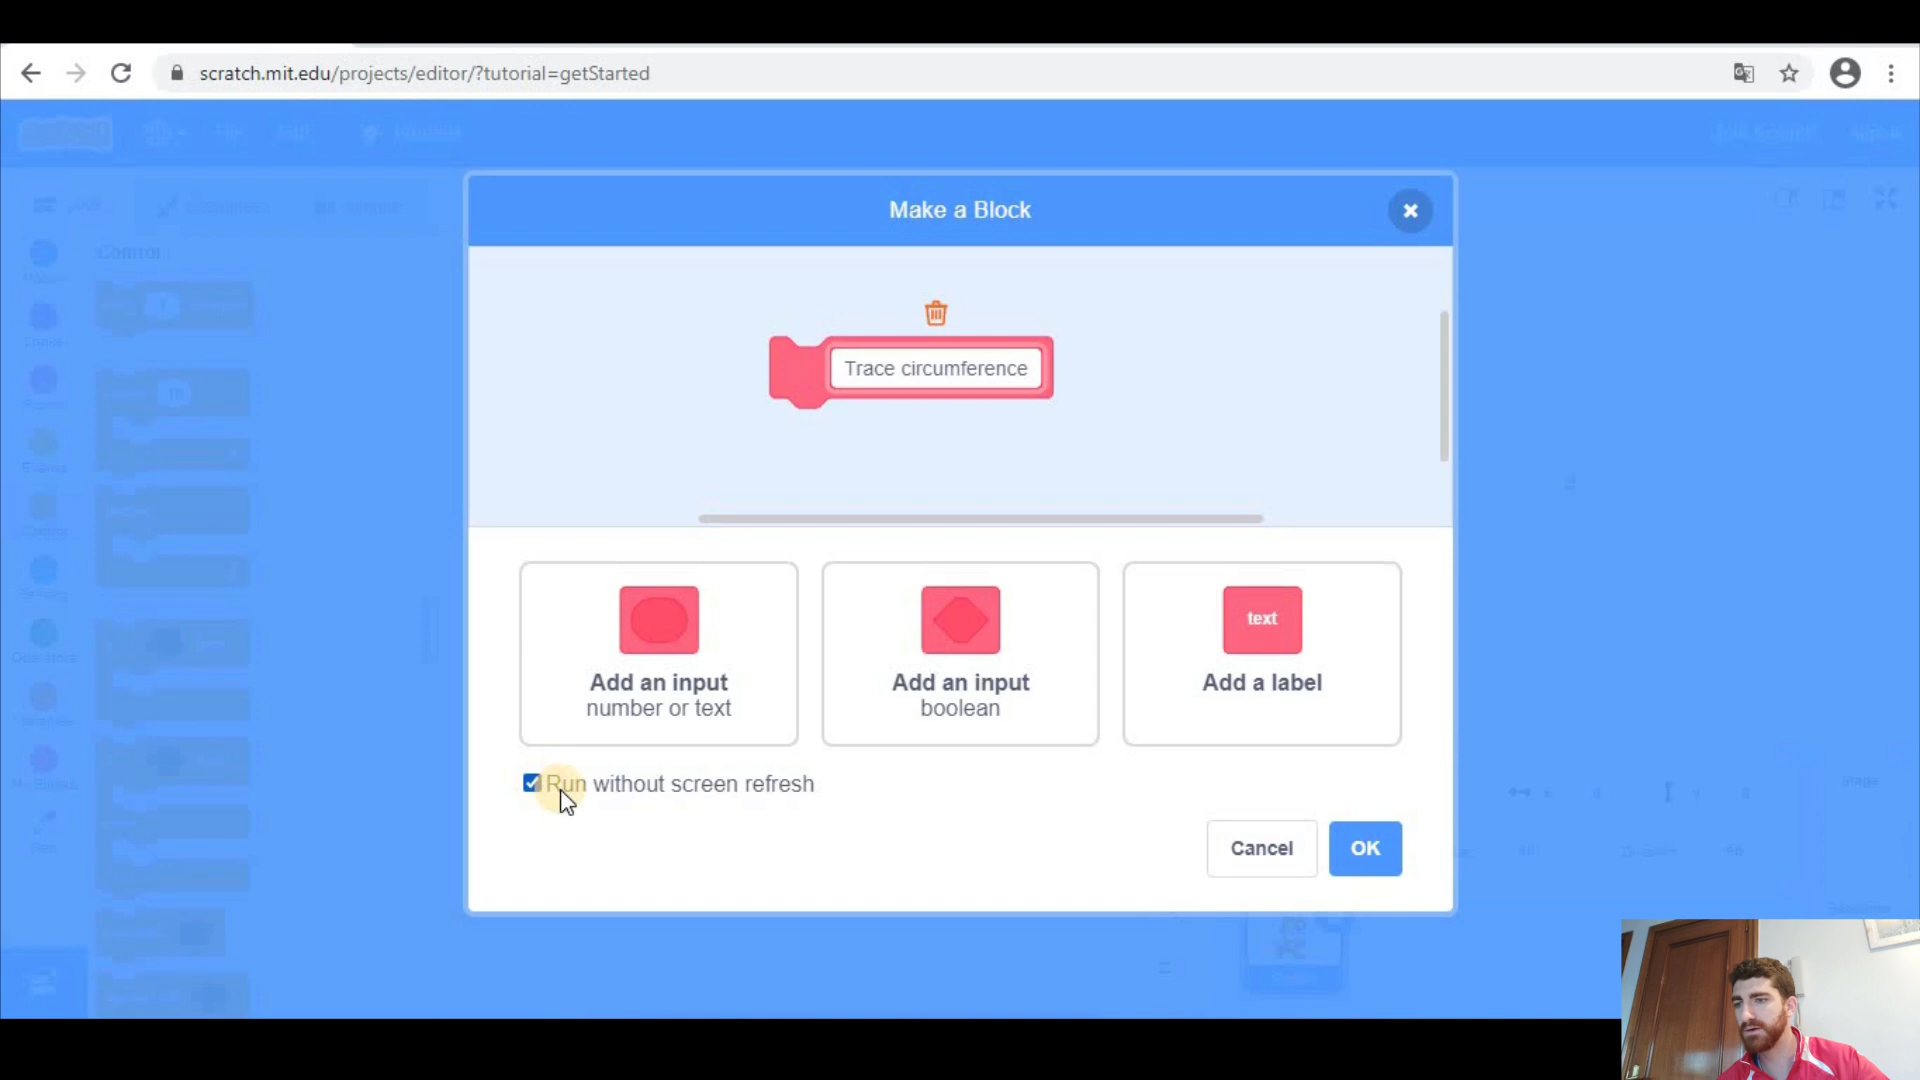 scratch.mit.edu/projects/editor/?tutorial=getStarted
Make a Block
Control
Trace circumference
text
Add an input
number or text
Add an input
boolean
Add a label
Run without screen refresh
Cancel
OK